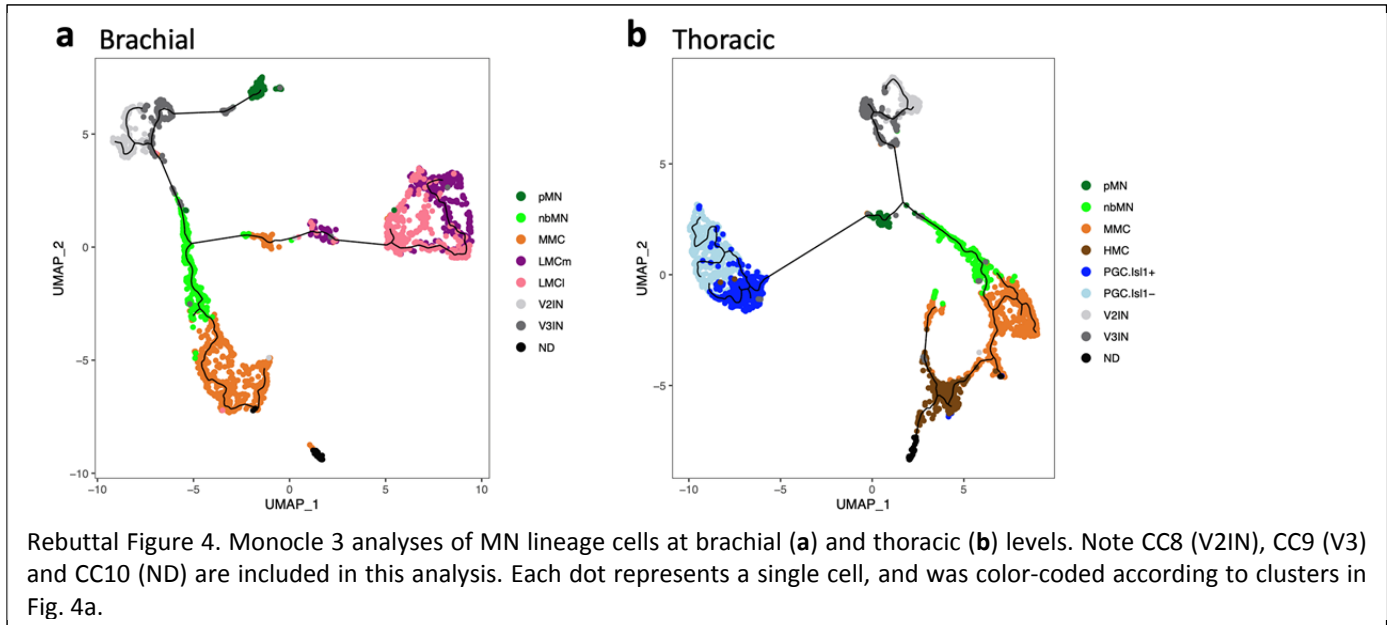 a Brachial
5
0
−5
−10
−10
−5
0
5
10
UMAP_1
UMAP_2
pMN
nbMN
MMC
LMCm
LMCl
V2IN
V3IN
ND
b Thoracic
5
0
−5
−10
−5
0
5
UMAP_1
UMAP_2
pMN
nbMN
MMC
HMC
PGC.Isl1+
PGC.Isl1−
V2IN
V3IN
ND
Rebuttal Figure 4. Monocle 3 analyses of MN lineage cells at brachial (a) and thoracic (b) levels. Note CC8 (V2IN), CC9 (V3)
and CC10 (ND) are included in this analysis. Each dot represents a single cell, and was color-coded according to clusters in
Fig. 4a.